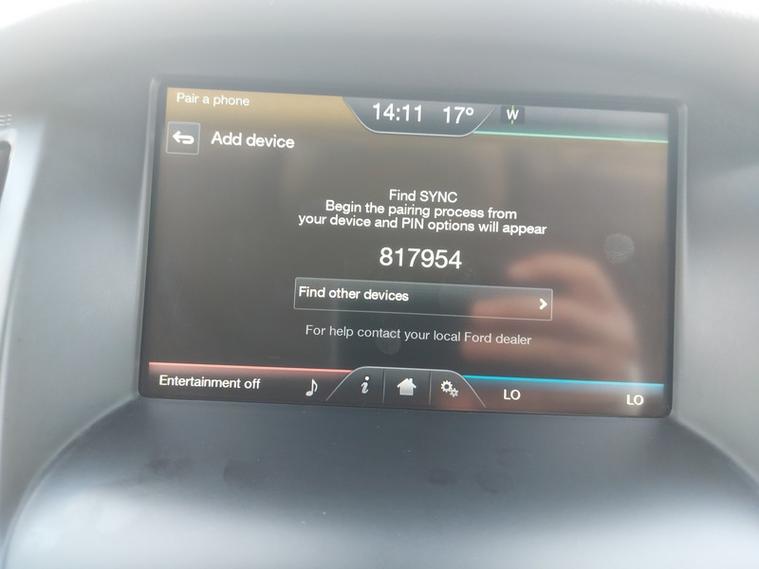 Pair a phone
14:11 17° W
Add device
Find SYNC
Begin the pairing process from
your device and PIN options will appear
817954
Find other devices
For help contact your local Ford dealer
Entertainment off
i
LO
LO